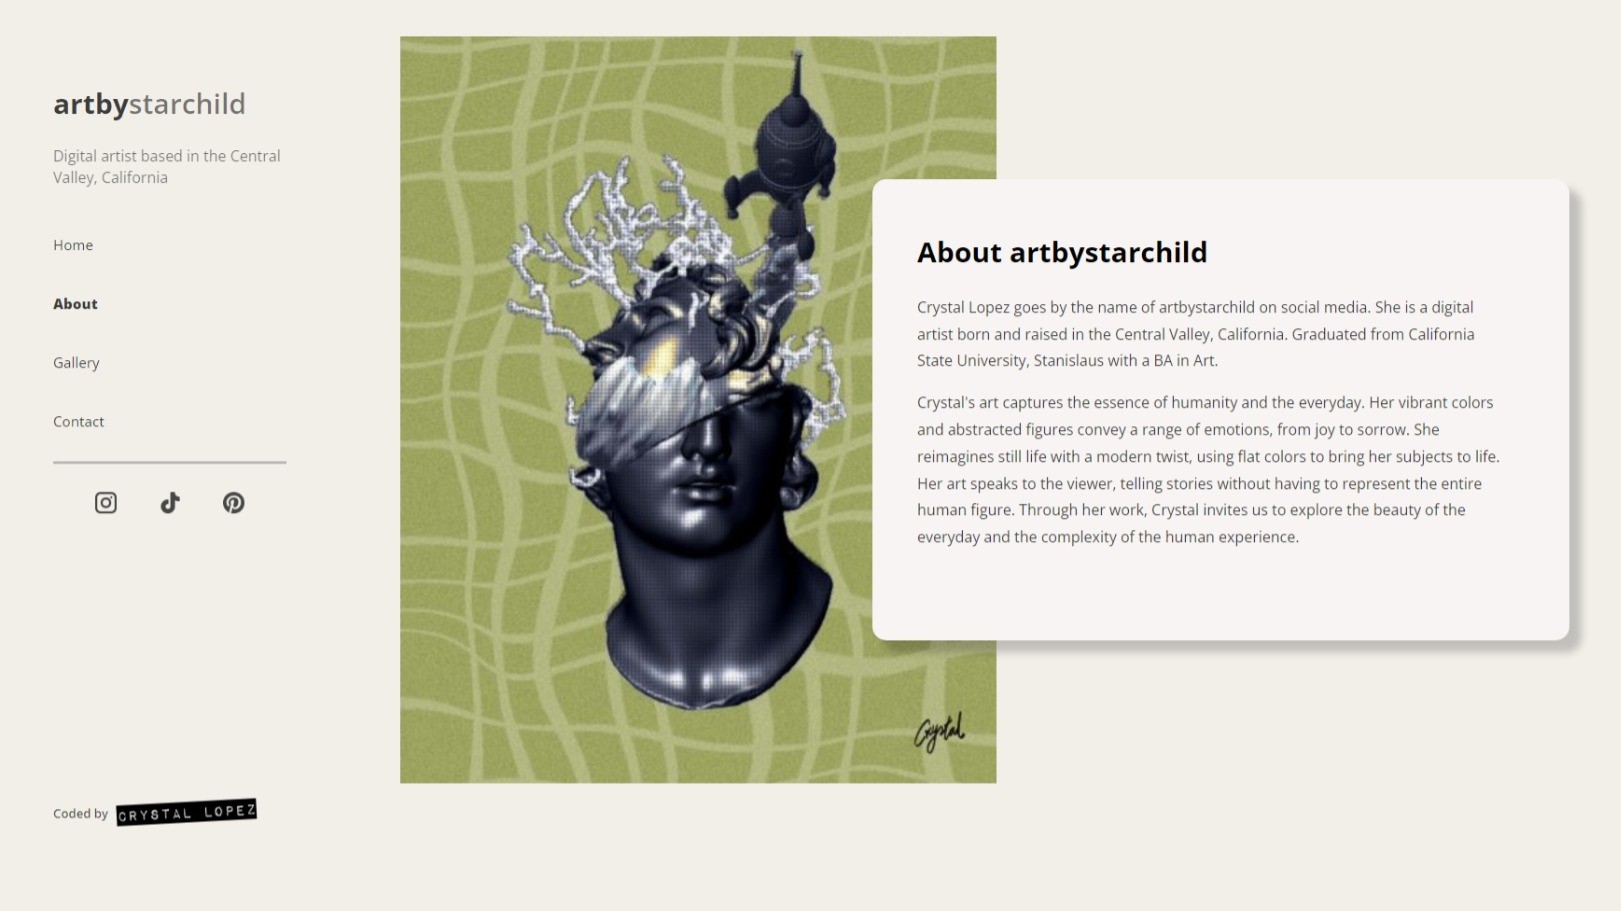 artbystarchild
Digital artist based in the Central
Valley, California
Home
About
Gallery
Contact
Coded by CRYSTAL LOPEZ
Crystal
About artbystarchild
Crystal Lopez goes by the name of artbystarchild on social media. She is a digital
artist born and raised in the Central Valley, California. Graduated from California
State University, Stanislaus with a BA in Art.
Crystal's art captures the essence of humanity and the everyday. Her vibrant colors
and abstracted figures convey a range of emotions, from joy to sorrow. She
reimagines still life with a modern twist, using flat colors to bring her subjects to life.
Her art speaks to the viewer, telling stories without having to represent the entire
human figure. Through her work, Crystal invites us to explore the beauty of the
everyday and the complexity of the human experience.